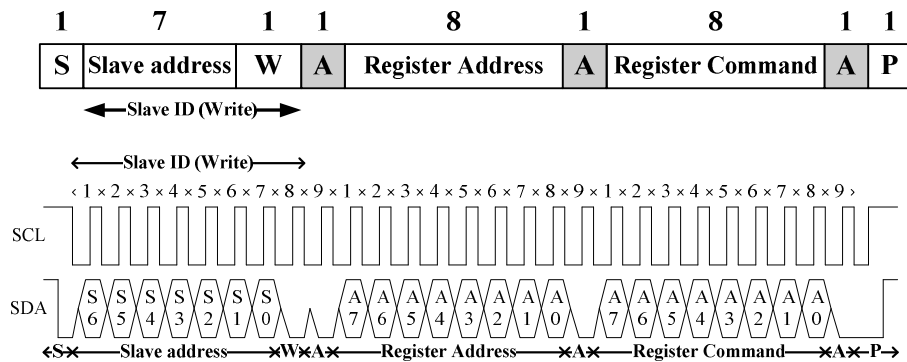 1 7 1 1 8 1 8 1 1
S Slave address W A Register Address A Register Command A P
Slave ID (Write)
Slave ID (Write)
‹ 1 × 2 × 3 × 4 × 5 × 6 × 7 × 8 × 9 × 1 × 2 × 3 × 4 × 5 × 6 × 7 × 8 × 9 × 1 × 2 × 3 × 4 × 5 × 6 × 7 × 8 × 9 ›
SCL
SDA S6 S5 S4 S3 S2 S1 S0 A7 A6 A5 A4 A3 A2 A1 A0 A7 A6 A5 A4 A3 A2 A1 A0
S Slave address W A Register Address A Register Command A P